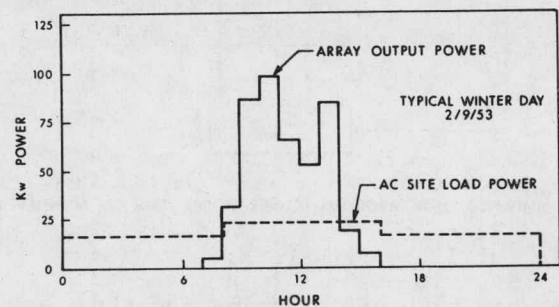 125
100
75
50
25
0
Kw POWER
ARRAY OUTPUT POWER
TYPICAL WINTER DAY
2/9/53
AC SITE LOAD POWER
0 6 12 18 24
HOUR